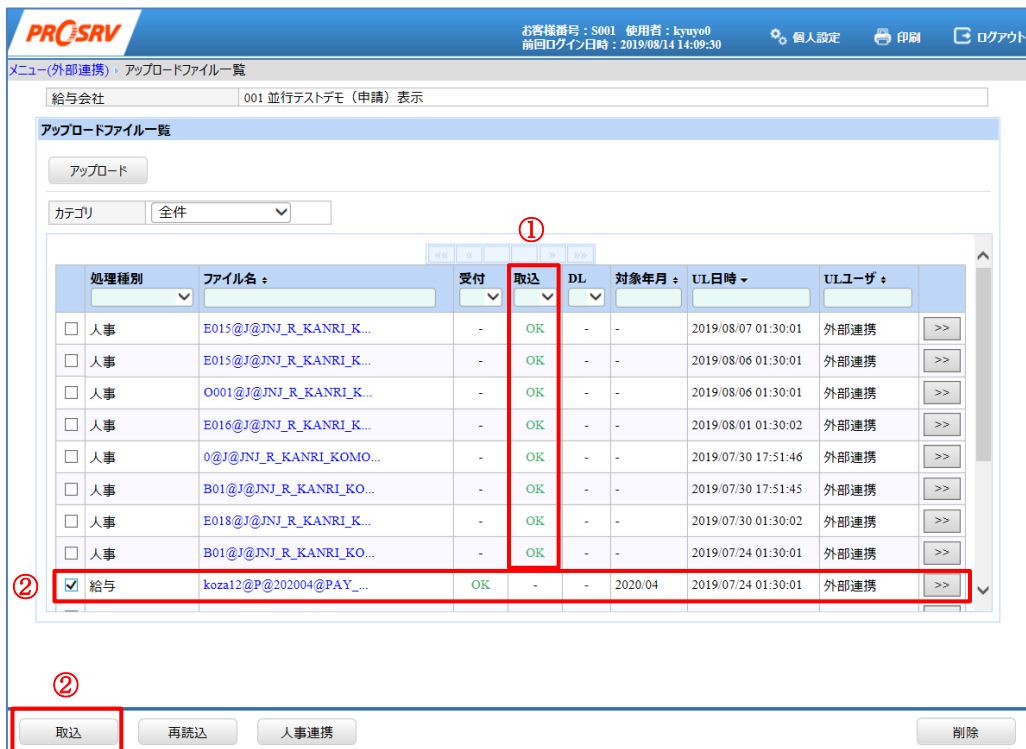 PROSRV
お客様番号：S001 使用者：kyuyo0
前回ログイン日時：2019/08/14 14:09:30
個人設定 印刷 ログアウト
メニュー(外部連携) › アップロードファイル一覧
給与会社 001 並行テストデモ（申請）表示
アップロードファイル一覧
アップロード
カテゴリ 全件
①
<< < > >>
処理種別 ファイル名 受付 取込 DL 対象年月 UL日時 ULユーザ
人事 E015@J@JNJ_R_KANRI_K... - OK - - 2019/08/07 01:30:01 外部連携 >>
人事 E015@J@JNJ_R_KANRI_K... - OK - - 2019/08/06 01:30:01 外部連携 >>
人事 O001@J@JNJ_R_KANRI_K... - OK - - 2019/08/06 01:30:01 外部連携 >>
人事 E016@J@JNJ_R_KANRI_K... - OK - - 2019/08/01 01:30:02 外部連携 >>
人事 0@J@JNJ_R_KANRI_KOMO... - OK - - 2019/07/30 17:51:46 外部連携 >>
人事 B01@J@JNJ_R_KANRI_KO... - OK - - 2019/07/30 17:51:45 外部連携 >>
人事 E018@J@JNJ_R_KANRI_K... - OK - - 2019/07/30 01:30:02 外部連携 >>
人事 B01@J@JNJ_R_KANRI_KO... - OK - - 2019/07/24 01:30:01 外部連携 >>
② 給与 koza12@P@202004@PAY_... OK - - 2020/04 2019/07/24 01:30:01 外部連携 >>
②
取込 再読込 人事連携 削除